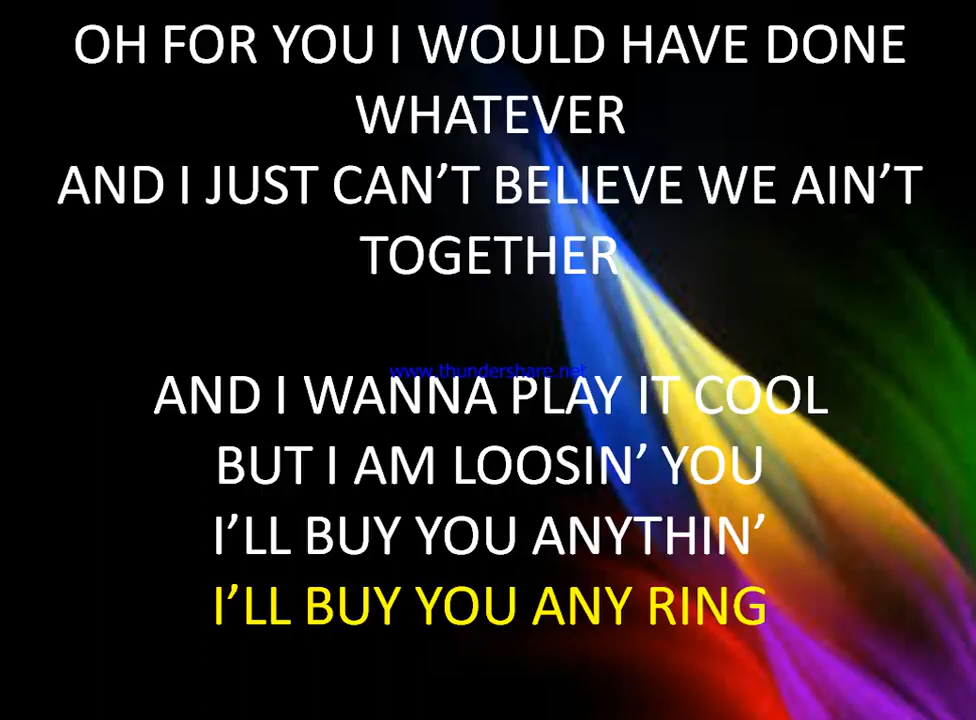 OH FOR YOU I WOULD HAVE DONE
WHATEVER
AND I JUST CAN’T BELIEVE WE AIN’T
TOGETHER
www.thundershare.net
AND I WANNA PLAY IT COOL
BUT I AM LOOSIN’ YOU
I’LL BUY YOU ANYTHIN’
I’LL BUY YOU ANY RING